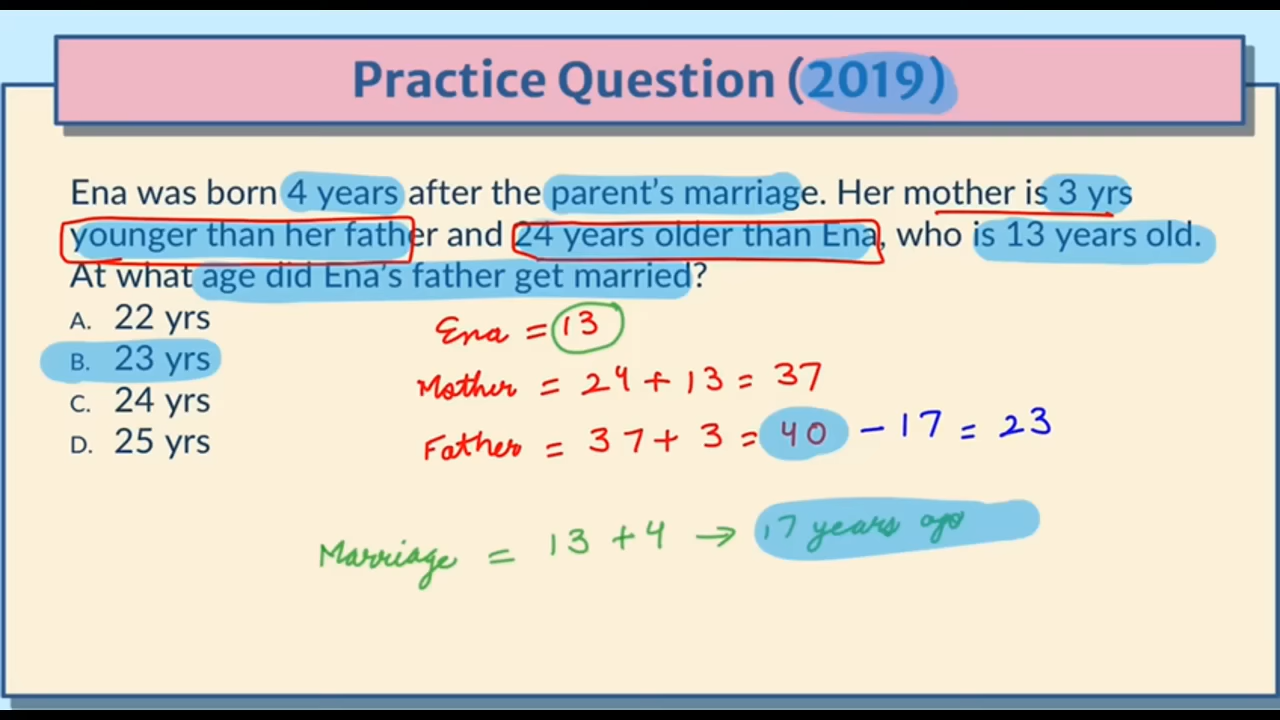 Practice Question (2019)
Ena was born 4 years after the parent's marriage. Her mother is 3 yrs
younger than her father and 24 years older than Ena, who is 13 years old.
At what age did Ena's father get married?
A. 22 yrs
B. 23 yrs
C. 24 yrs
D. 25 yrs
Ena = 13
Mother = 24 + 13 = 37
Father = 37 + 3 = 40 - 17 = 23
Marriage = 13 + 4 → 17 years ago